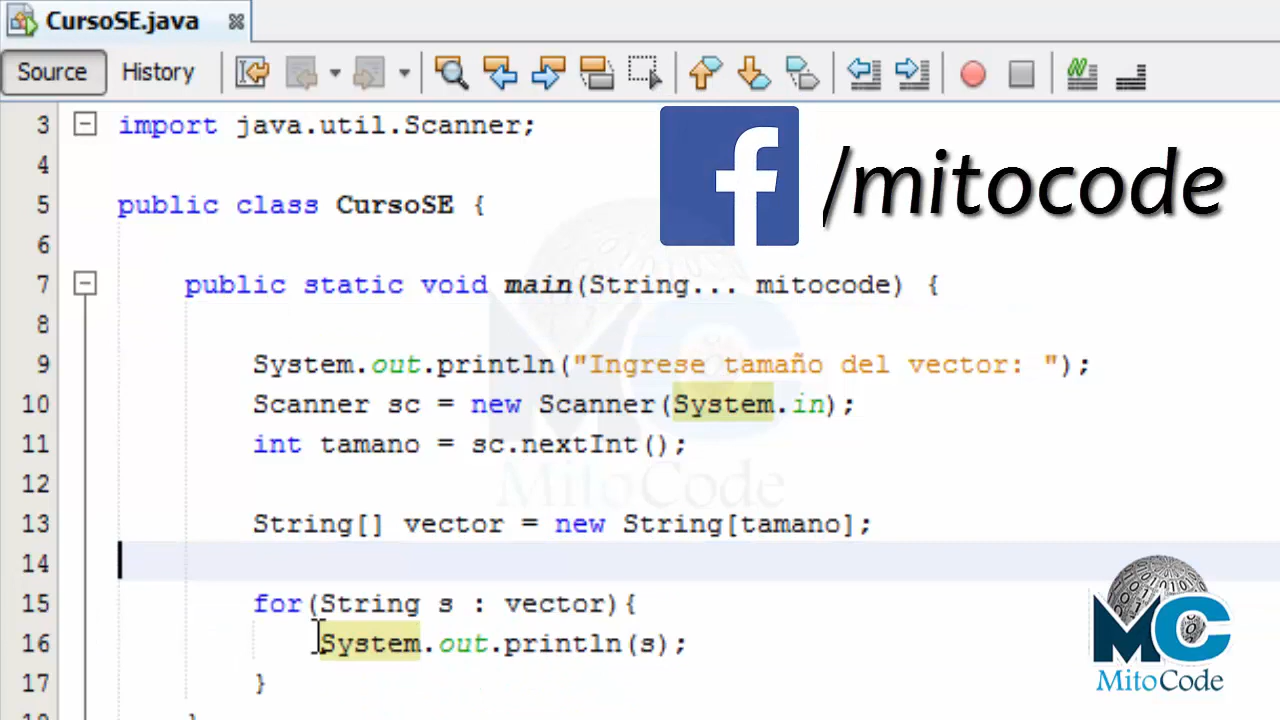 CursoSE.java
Source History
3 import java.util.Scanner;
/mitocode
4
5 public class CursoSE {
6
7 public static void main(String... mitocode) {
8
9 System.out.println("Ingrese tamaño del vector: ");
10 Scanner sc = new Scanner(System.in);
11 int tamano = sc.nextInt();
12
MitoCode
13 String[] vector = new String[tamano];
14
15 for(String s : vector){
16 System.out.println(s);
17 }
MC
MitoCode